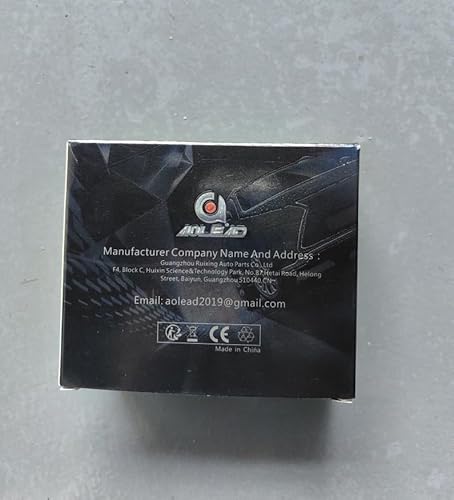 AOLEAD
Manufacturer Company Name And Address :
Guangzhou Ruixing Auto Parts Co., Ltd
F4, Block C, Huixin Science&Technology Park, No.87 Hetai Road, Helong
Street, Baiyun, Guangzhou 510440 CN
Email: aolead2019@gmail.com
CE
Made in China